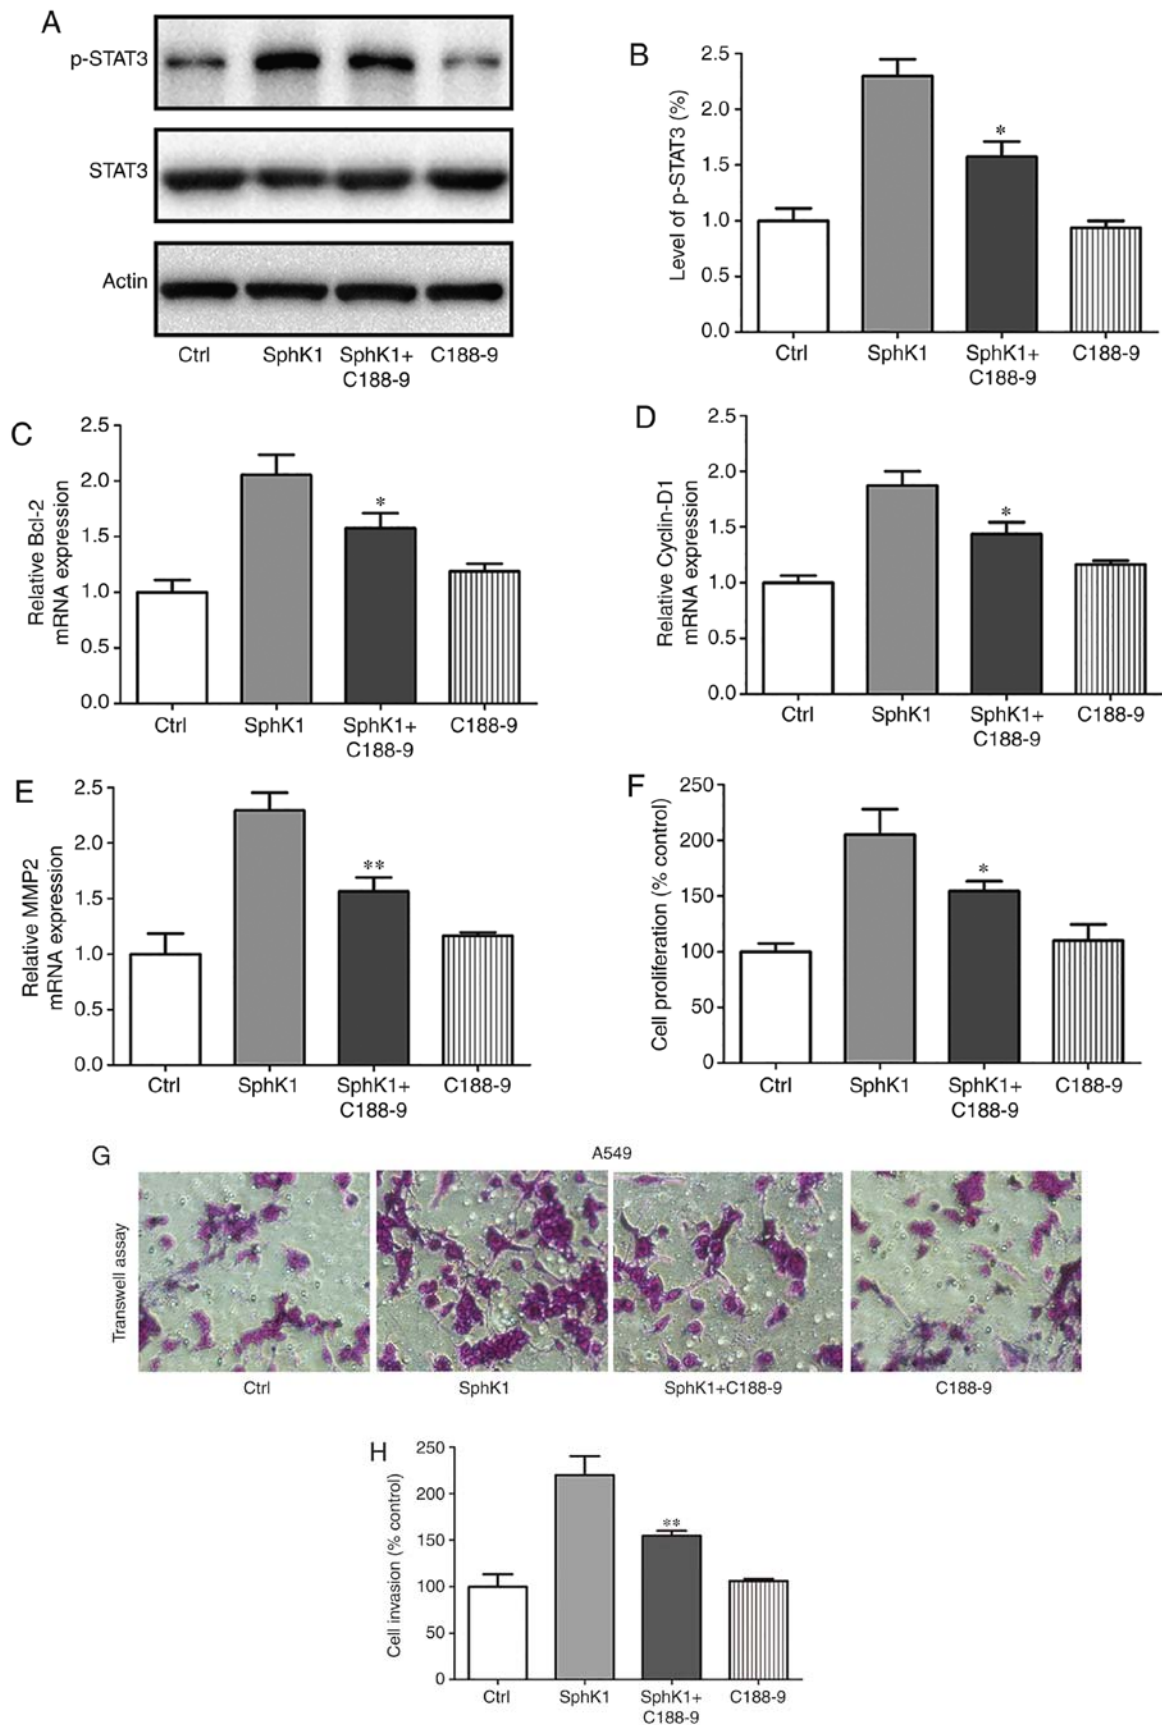 A
p-STAT3
STAT3
Actin
Ctrl SphK1 SphK1+ C188-9
C188-9
B
Level of p-STAT3 (%)
2.5
2.0
1.5
1.0
0.5
0.0
*
Ctrl SphK1 SphK1+ C188-9
C188-9
C
Relative Bcl-2
mRNA expression
2.5
2.0
1.5
1.0
0.5
0.0
*
Ctrl SphK1 SphK1+ C188-9
C188-9
D
Relative Cyclin-D1
mRNA expression
2.5
2.0
1.5
1.0
0.5
0.0
*
Ctrl SphK1 SphK1+ C188-9
C188-9
E
Relative MMP2
mRNA expression
2.5
2.0
1.5
1.0
0.5
0.0
**
Ctrl SphK1 SphK1+ C188-9
C188-9
F
Cell proliferation (% control)
250
200
150
100
50
0
*
Ctrl SphK1 SphK1+ C188-9
C188-9
G
A549
Transwell assay
Ctrl SphK1 SphK1+C188-9 C188-9
H
Cell invasion (% control)
250
200
150
100
50
0
**
Ctrl SphK1 SphK1+ C188-9
C188-9